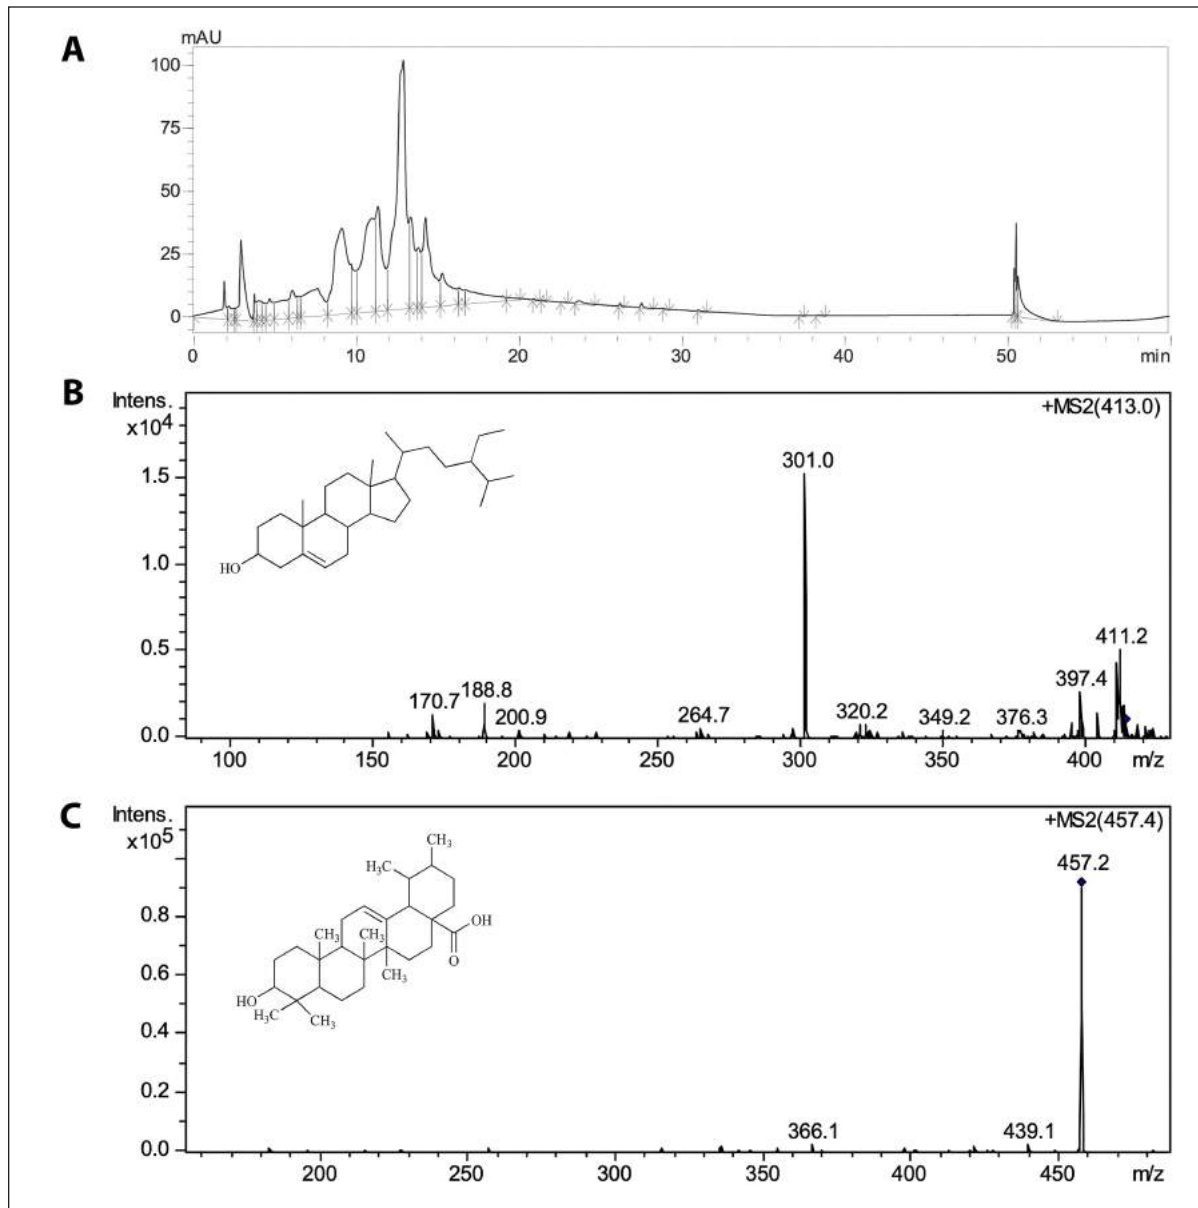 A
mAU
100
75
50
25
0
0 10 20 30 40 50 min
B
Intens.
x10⁴
+MS2(413.0)
1.5
1.0
0.5
0.0
301.0
411.2
397.4
188.8
170.7
200.9
264.7
320.2
349.2
376.3
HO
100 150 200 250 300 350 400 m/z
C
Intens.
x10⁵
+MS2(457.4)
457.2
0.8
0.6
0.4
0.2
0.0
CH₃
H₃C
OH
O
CH₃
CH₃
CH₃
HO
H₃C
CH₃
366.1
439.1
200 250 300 350 400 450 m/z